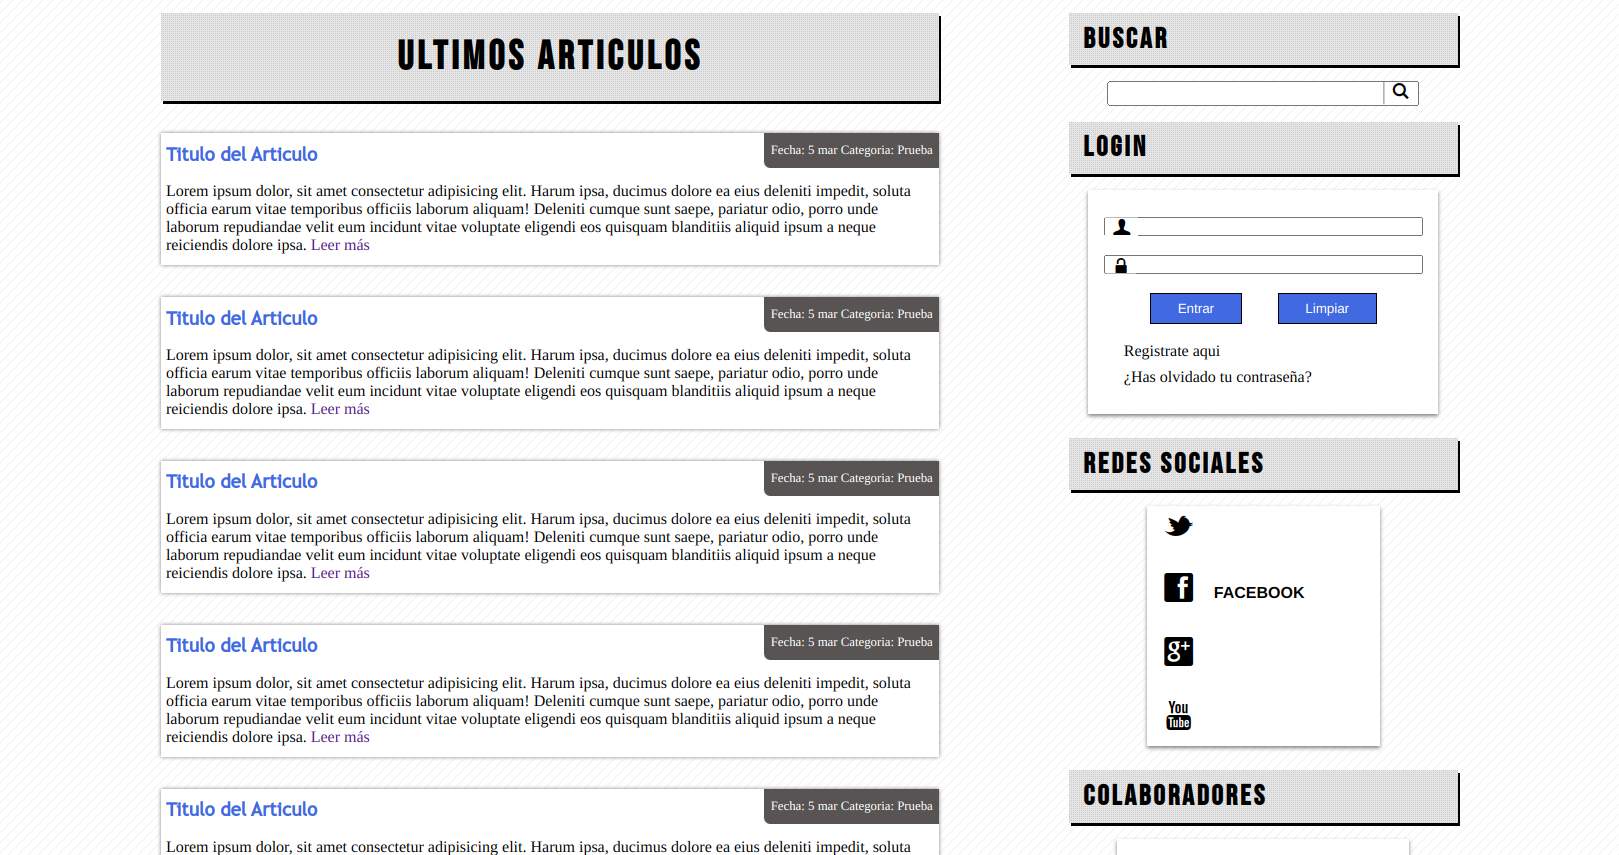 ULTIMOS ARTICULOS
Titulo del Articulo
Fecha: 5 mar Categoria: Prueba
Lorem ipsum dolor, sit amet consectetur adipisicing elit. Harum ipsa, ducimus dolore ea eius deleniti impedit, soluta
officia earum vitae temporibus officiis laborum aliquam! Deleniti cumque sunt saepe, pariatur odio, porro unde
laborum repudiandae velit eum incidunt vitae voluptate eligendi eos quisquam blanditiis aliquid ipsum a neque
reiciendis dolore ipsa. Leer más
Titulo del Articulo
Fecha: 5 mar Categoria: Prueba
Lorem ipsum dolor, sit amet consectetur adipisicing elit. Harum ipsa, ducimus dolore ea eius deleniti impedit, soluta
officia earum vitae temporibus officiis laborum aliquam! Deleniti cumque sunt saepe, pariatur odio, porro unde
laborum repudiandae velit eum incidunt vitae voluptate eligendi eos quisquam blanditiis aliquid ipsum a neque
reiciendis dolore ipsa. Leer más
Titulo del Articulo
Fecha: 5 mar Categoria: Prueba
Lorem ipsum dolor, sit amet consectetur adipisicing elit. Harum ipsa, ducimus dolore ea eius deleniti impedit, soluta
officia earum vitae temporibus officiis laborum aliquam! Deleniti cumque sunt saepe, pariatur odio, porro unde
laborum repudiandae velit eum incidunt vitae voluptate eligendi eos quisquam blanditiis aliquid ipsum a neque
reiciendis dolore ipsa. Leer más
Titulo del Articulo
Fecha: 5 mar Categoria: Prueba
Lorem ipsum dolor, sit amet consectetur adipisicing elit. Harum ipsa, ducimus dolore ea eius deleniti impedit, soluta
officia earum vitae temporibus officiis laborum aliquam! Deleniti cumque sunt saepe, pariatur odio, porro unde
laborum repudiandae velit eum incidunt vitae voluptate eligendi eos quisquam blanditiis aliquid ipsum a neque
reiciendis dolore ipsa. Leer más
Titulo del Articulo
Fecha: 5 mar Categoria: Prueba
Lorem ipsum dolor, sit amet consectetur adipisicing elit. Harum ipsa, ducimus dolore ea eius deleniti impedit, soluta
BUSCAR
LOGIN
Entrar
Limpiar
Registrate aqui
¿Has olvidado tu contraseña?
REDES SOCIALES
f
FACEBOOK
g+
You
Tube
COLABORADORES